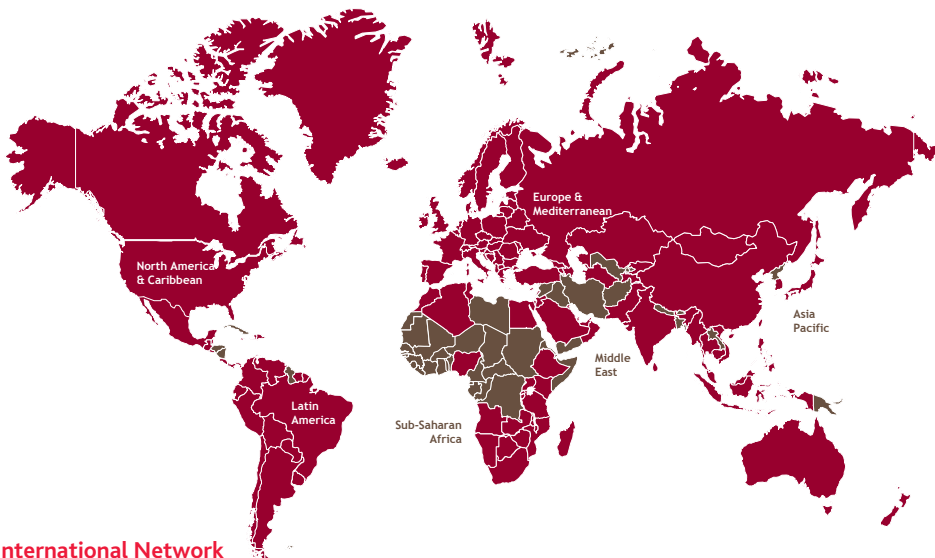 Europe &
Mediterranean
North America
& Caribbean
Asia
Pacific
Middle
East
Latin
America
Sub-Saharan
Africa
nternational Network